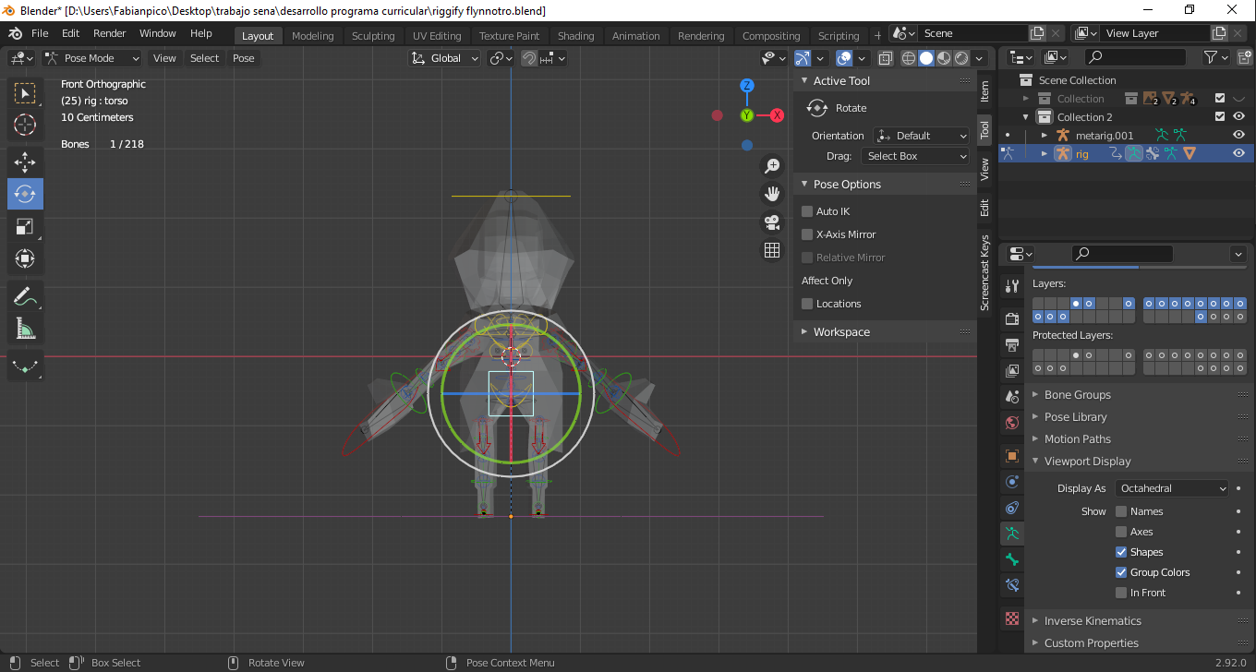 Blender* [D:\Users\Fabianpico\Desktop\trabajo sena\desarrollo programa curricular\riggify flynnotro.blend]
File Edit Render Window Help Layout Modeling Sculpting UV Editing Texture Paint Shading Animation Rendering Compositing Scripting + Scene View Layer
Pose Mode View Select Pose Global
Front Orthographic
(25) rig : torso
10 Centimeters
Bones 1 / 218
Z
Y
X
Active Tool
Rotate
Orientation Default
Drag: Select Box
Pose Options
Auto IK
X-Axis Mirror
Relative Mirror
Affect Only
Locations
Workspace
Item
Tool
View
Edit
Screencast Keys
Scene Collection
Collection 2 2 4
Collection 2
metarig.001
rig
Layers:
Protected Layers:
Bone Groups
Pose Library
Motion Paths
Viewport Display
Display As Octahedral
Show Names
Axes
Shapes
Group Colors
In Front
Inverse Kinematics
Custom Properties
Select Box Select Rotate View Pose Context Menu 2.92.0